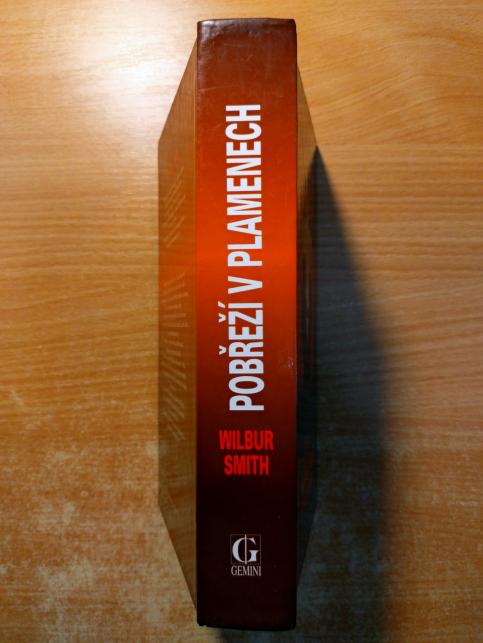 POBŘEŽÍ V PLAMENECH
WILBUR
SMITH
G
GEMINI